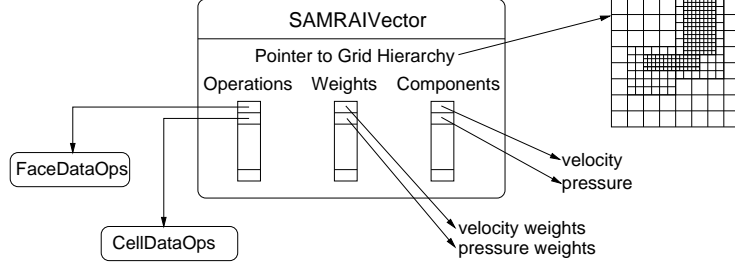 SAMRAIVector
Pointer to Grid Hierarchy
Operations Weights Components
FaceDataOps
velocity
pressure
CellDataOps
velocity weights
pressure weights